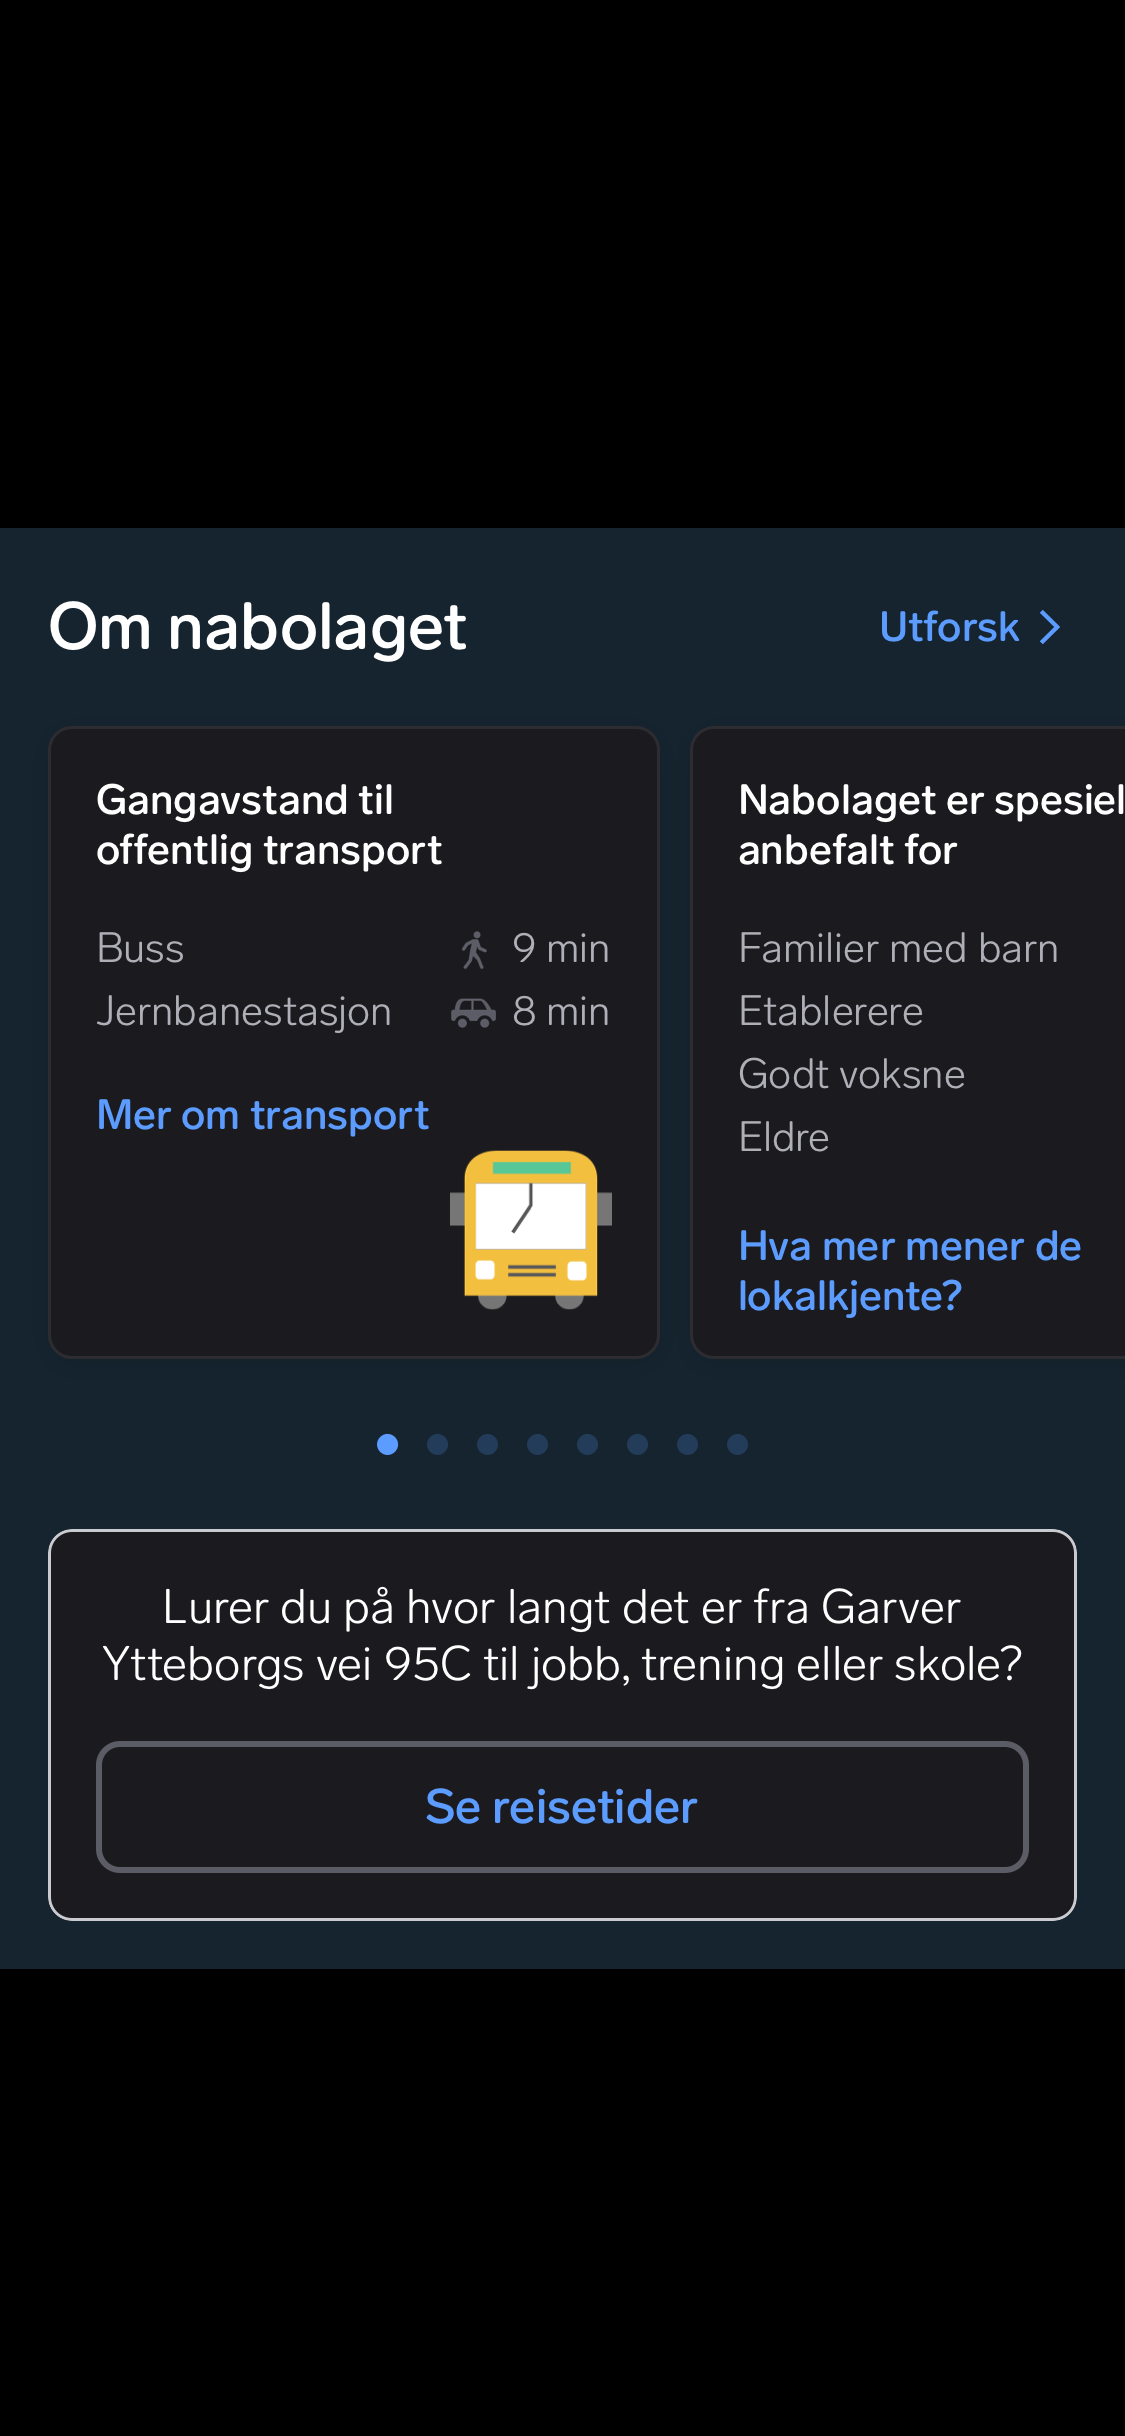 Om nabolaget
Utforsk
Gangavstand til
offentlig transport
Buss 9 min
Jernbanestasjon 8 min
Mer om transport
Nabolaget er
anbefalt for
Familier med barn
Etablerere
Godt voksne
Eldre
Hva mer mener de
lokalkjente?
Lurer du på hvor langt det er fra Garver
Ytteborgs vei 95C til jobb, trening eller skole?
Se reisetider